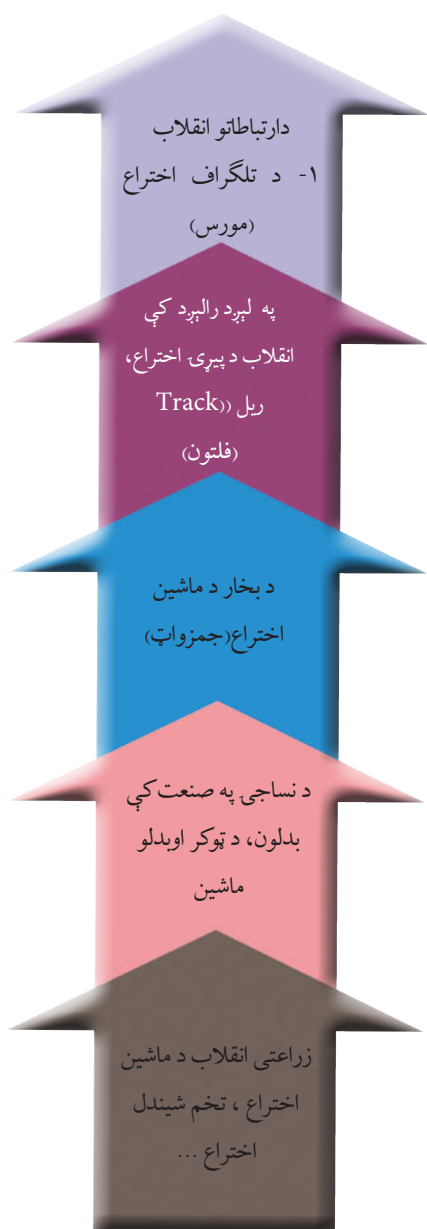 دارتباطاتو انقلاب
۱- د تلگراف اختراع
(مورس)
په لېږد رالېږد کې
انقلاب د پیړۍ اختراع،
ریل ((Track
(فلتون)
د بخار د ماشین
اختراع(جمزواټ)
د نساجۍ په صنعت کې
بدلون، د ټوکر اوبدلو
ماشین
زراعتی انقلاب د ماشین
اختراع ، تخم شیندل
اختراع ...